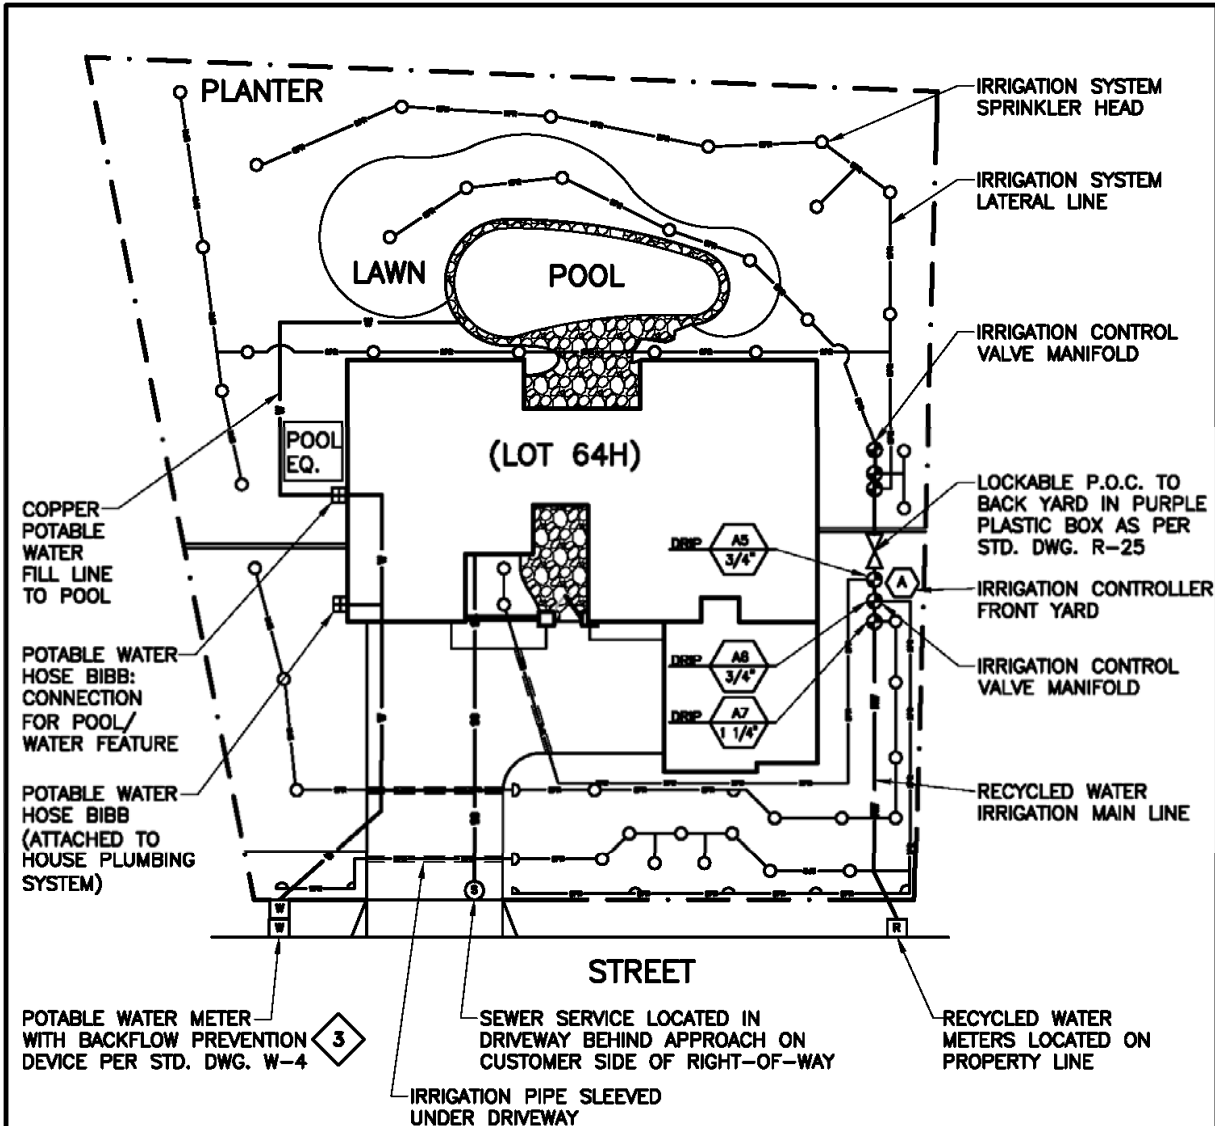 PLANTER
IRRIGATION SYSTEM
SPRINKLER HEAD
IRRIGATION SYSTEM
LATERAL LINE
LAWN
POOL
IRRIGATION CONTROL
VALVE MANIFOLD
POOL
EQ.
(LOT 64H)
COPPER
POTABLE
WATER
FILL LINE
TO POOL
LOCKABLE P.O.C. TO
BACK YARD IN PURPLE
PLASTIC BOX AS PER
STD. DWG. R-25
DRIP
A5
3/4"
A
IRRIGATION CONTROLLER
FRONT YARD
POTABLE WATER
HOSE BIBB:
CONNECTION
FOR POOL/
WATER FEATURE
DRIP
A6
3/4"
IRRIGATION CONTROL
VALVE MANIFOLD
DRIP
A7
1 1/4"
POTABLE WATER
HOSE BIBB
(ATTACHED TO
HOUSE PLUMBING
SYSTEM)
RECYCLED WATER
IRRIGATION MAIN LINE
W
W
S
R
STREET
POTABLE WATER METER
WITH BACKFLOW PREVENTION
DEVICE PER STD. DWG. W-4
3
SEWER SERVICE LOCATED IN
DRIVEWAY BEHIND APPROACH ON
CUSTOMER SIDE OF RIGHT-OF-WAY
RECYCLED WATER
METERS LOCATED ON
PROPERTY LINE
IRRIGATION PIPE SLEEVED
UNDER DRIVEWAY